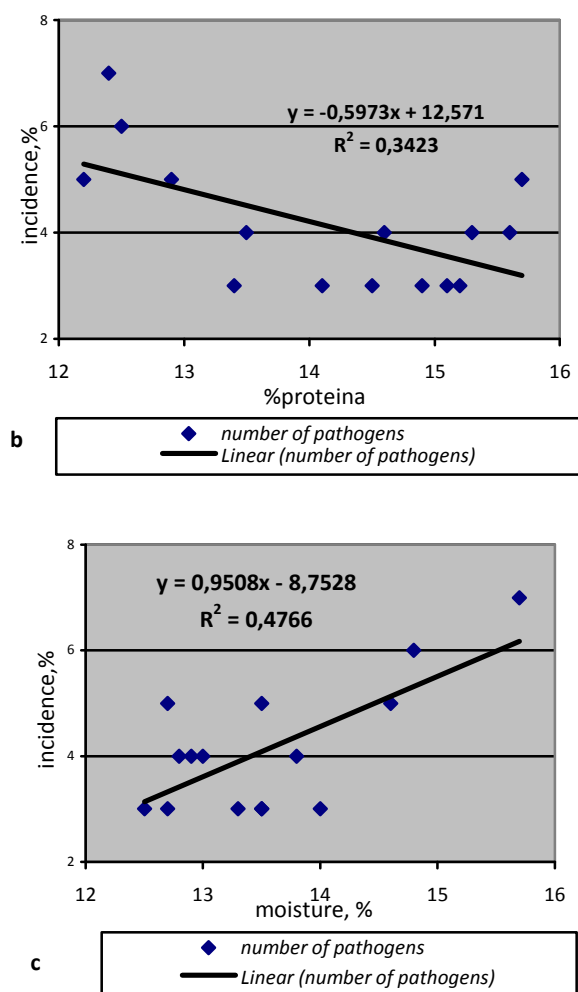 8
6
4
2
incidence,%
y = -0,5973x + 12,571
R² = 0,3423
12 13 14 15 16
%proteina
b
number of pathogens
Linear (number of pathogens)
8
6
4
2
incidence,%
y = 0,9508x - 8,7528
R² = 0,4766
12 13 14 15 16
moisture, %
c
number of pathogens
Linear (number of pathogens)